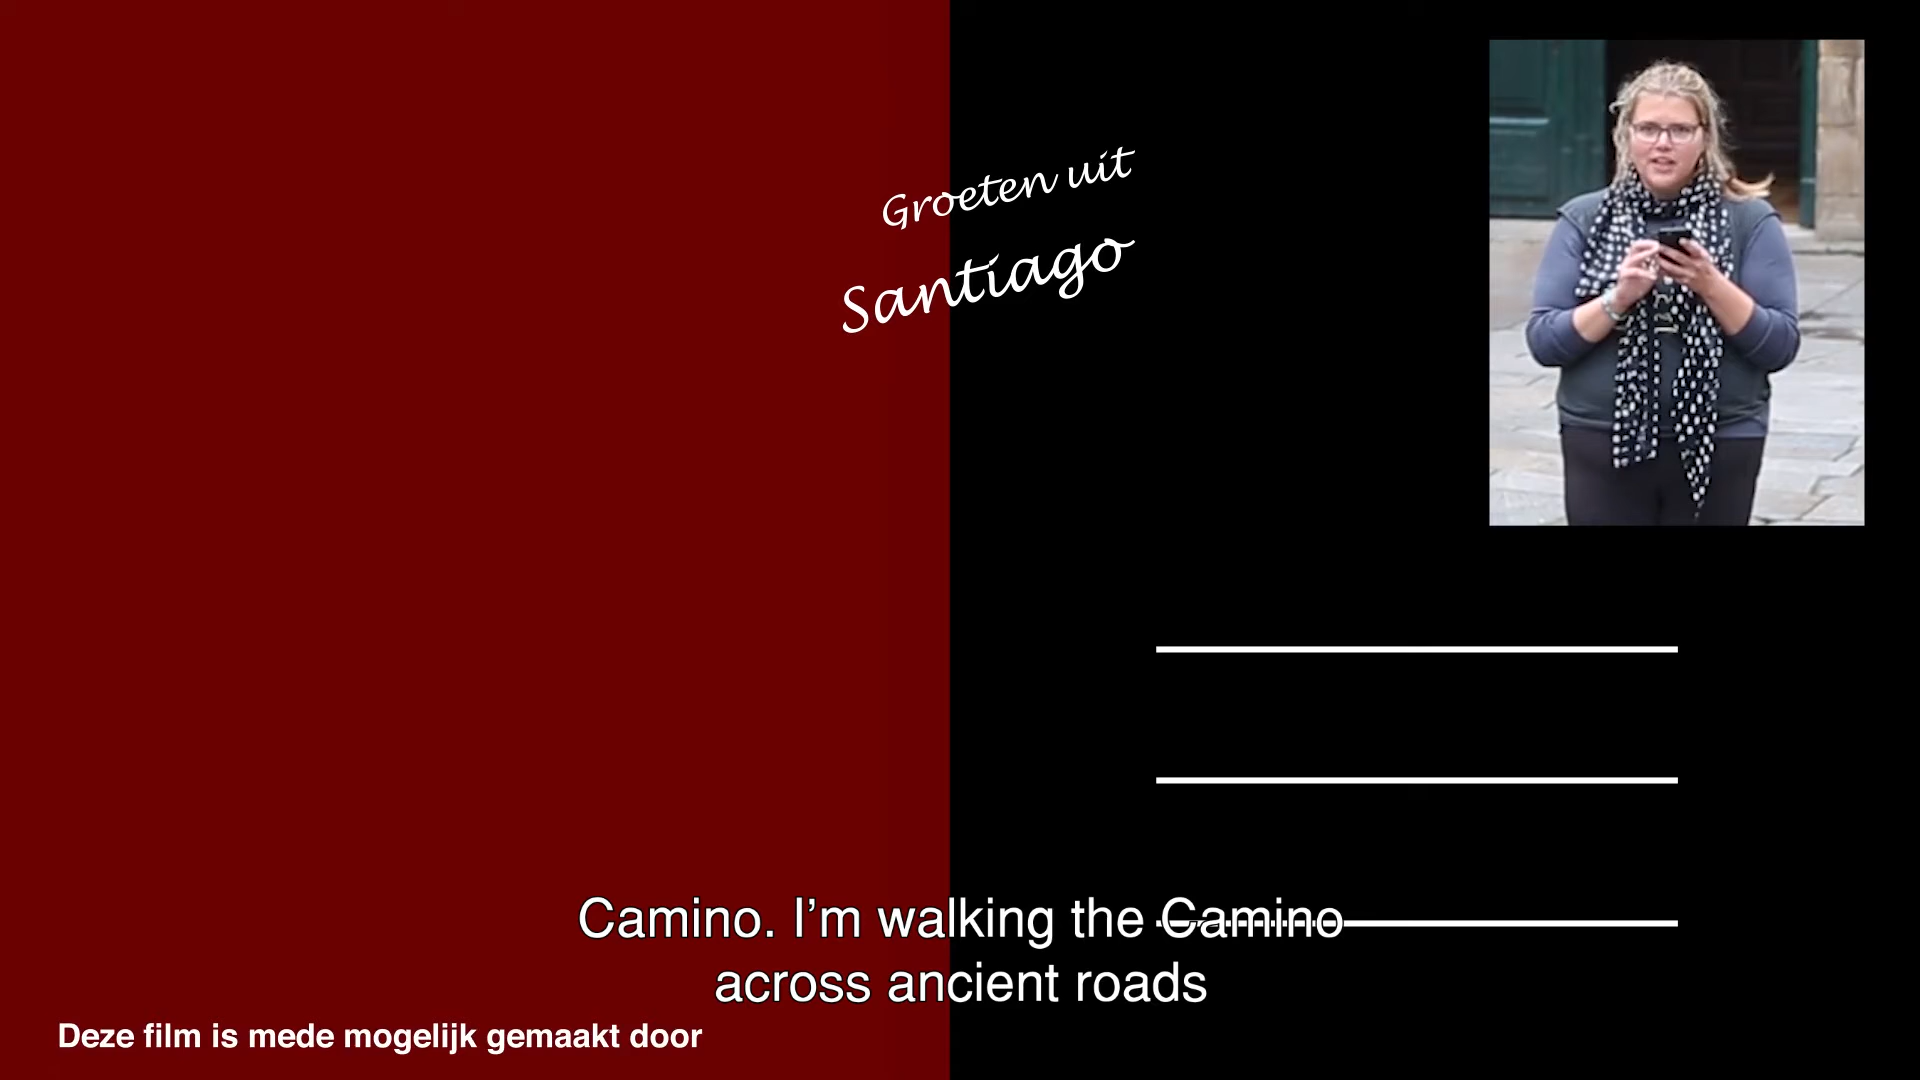 Groeten uit
Santiago
Camino. I’m walking the Camino
across ancient roads
Deze film is mede mogelijk gemaakt door